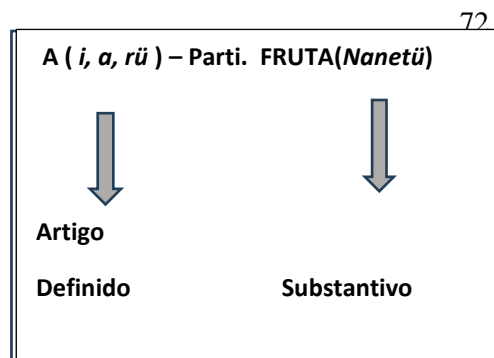 72
A ( i, a, rü ) – Parti. FRUTA(Nanetü)
Artigo
Definido Substantivo